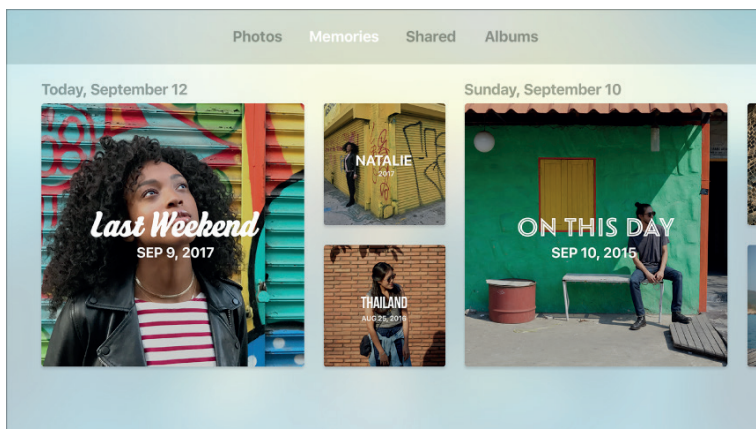 Photos Memories Shared Albums
Today, September 12
Last Weekend
SEP 9, 2017
NATALIE
2017
THAILAND
AUG 25, 2016
Sunday, September 10
ON THIS DAY
SEP 10, 2015